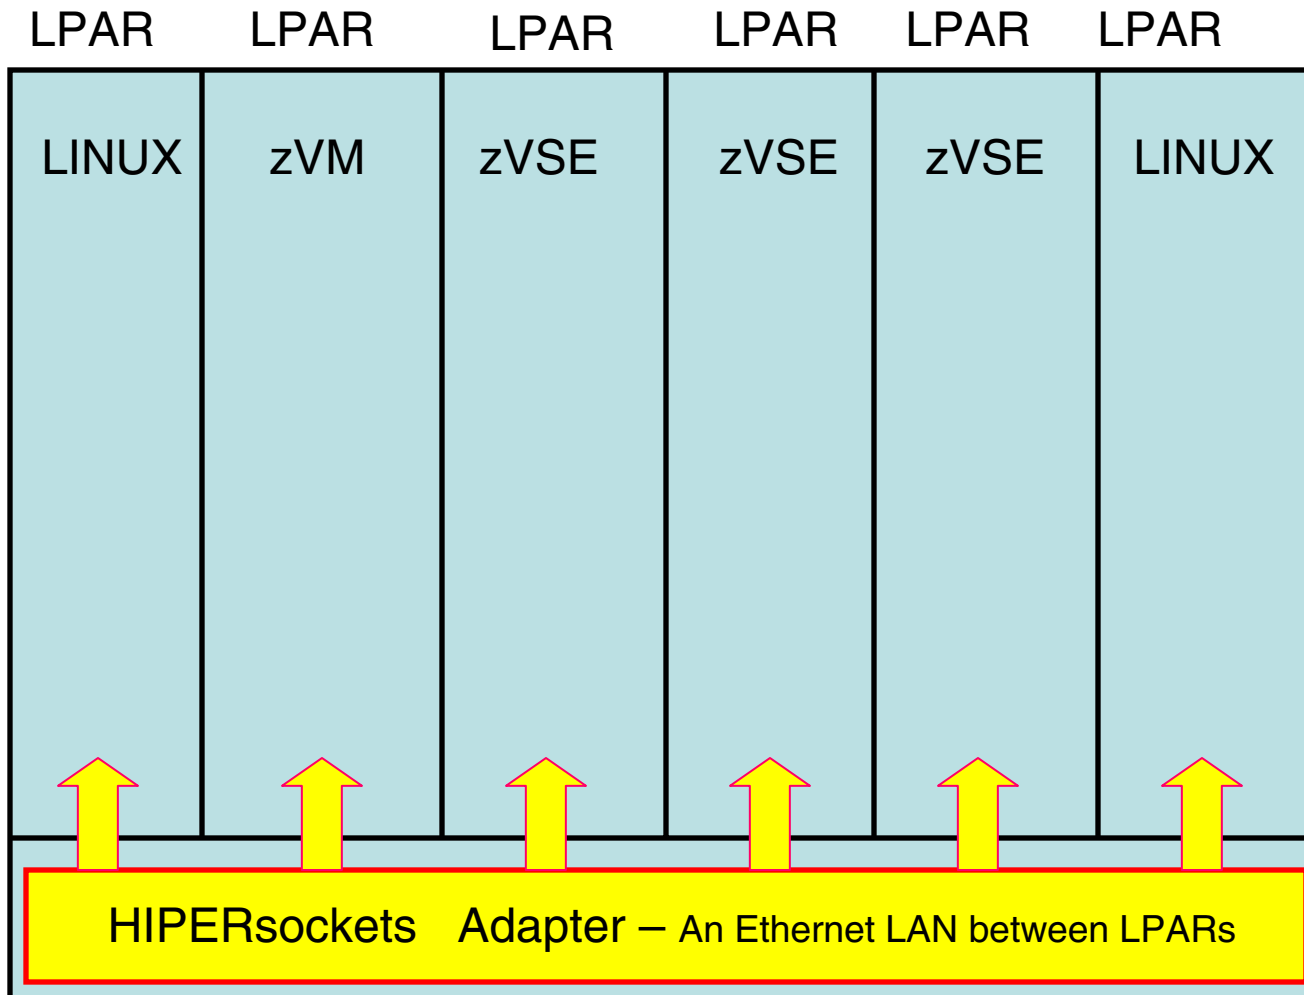 LPAR LPAR LPAR LPAR LPAR LPAR
LINUX zVM zVSE zVSE zVSE LINUX
HIPERsockets Adapter – An Ethernet LAN between LPARs